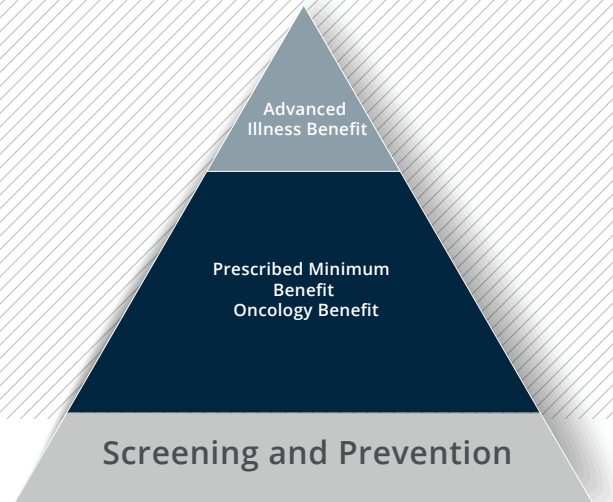 Advanced
Illness Benefit
Prescribed Minimum
Benefit
Oncology Benefit
Screening and Prevention